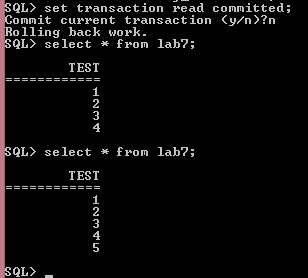 SQL> set transaction read committed;
Commit current transaction (y/n)?n
Rolling back work.
SQL> select * from lab7;
TEST
============
1
2
3
4
SQL> select * from lab7;
TEST
============
1
2
3
4
5
SQL> _